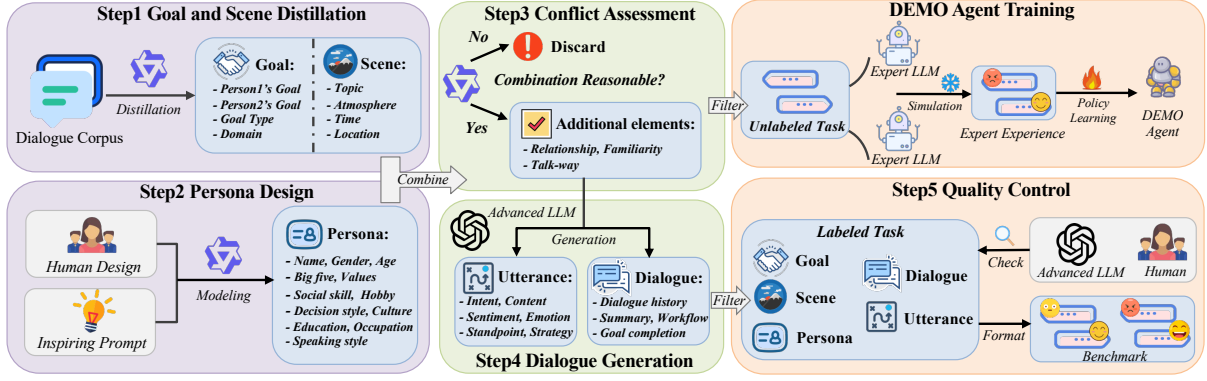 Step1 Goal and Scene Distillation
Dialogue Corpus
Distillation
Goal:
- Person1's Goal
- Person2's Goal
- Goal Type
- Domain
Scene:
- Topic
- Atmosphere
- Time
- Location
Step2 Persona Design
Human Design
Inspiring Prompt
Modeling
Persona:
- Name, Gender, Age
- Big five, Values
- Social skill, Hobby
- Decision style, Culture
- Education, Occupation
- Speaking style
Combine
Step3 Conflict Assessment
No
Discard
Combination Reasonable?
Yes
Additional elements:
- Relationship, Familiarity
- Talk-way
Advanced LLM
Generation
Utterance:
- Intent, Content
- Sentiment, Emotion
- Standpoint, Strategy
Dialogue:
- Dialogue history
- Summary, Workflow
- Goal completion
Step4 Dialogue Generation
Filter
Filter
DEMO Agent Training
Unlabeled Task
Expert LLM
Expert LLM
Simulation
Expert Experience
Policy
Learning
DEMO
Agent
Step5 Quality Control
Labeled Task
Goal
Scene
Persona
Dialogue
Utterance
Check
Advanced LLM
Human
Format
Benchmark